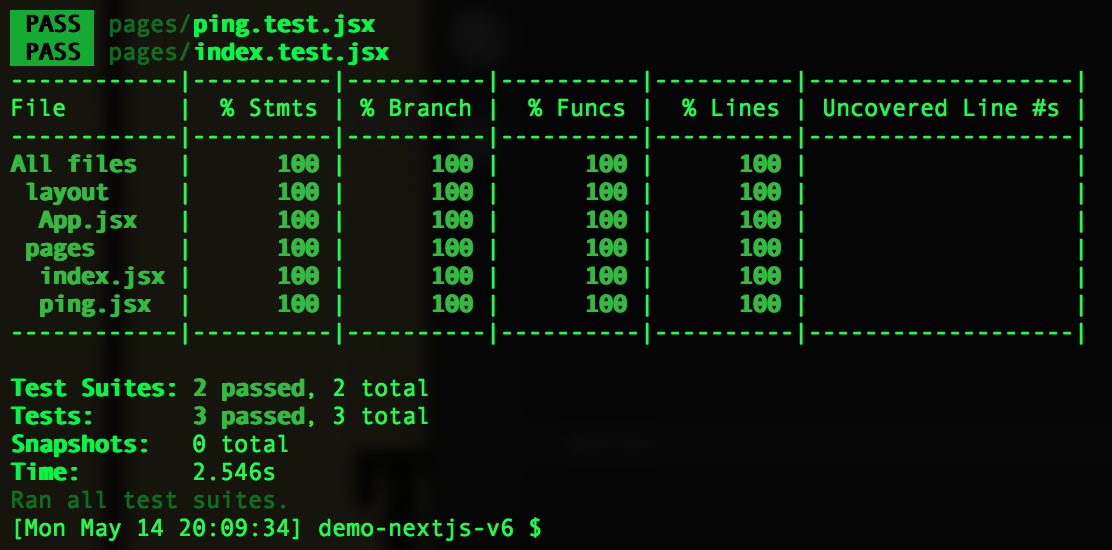 PASS pages/ping.test.jsx
PASS pages/index.test.jsx
------------|----------|----------|----------|----------|-------------------|
File        |  % Stmts | % Branch |  % Funcs |  % Lines | Uncovered Line #s |
------------|----------|----------|----------|----------|-------------------|
All files   |      100 |      100 |      100 |      100 |                   |
 layout     |      100 |      100 |      100 |      100 |                   |
  App.jsx   |      100 |      100 |      100 |      100 |                   |
 pages      |      100 |      100 |      100 |      100 |                   |
  index.jsx |      100 |      100 |      100 |      100 |                   |
  ping.jsx  |      100 |      100 |      100 |      100 |                   |
------------|----------|----------|----------|----------|-------------------|
Test Suites: 2 passed, 2 total
Tests:       3 passed, 3 total
Snapshots:   0 total
Time:        2.546s
Ran all test suites.
[Mon May 14 20:09:34] demo-nextjs-v6 $